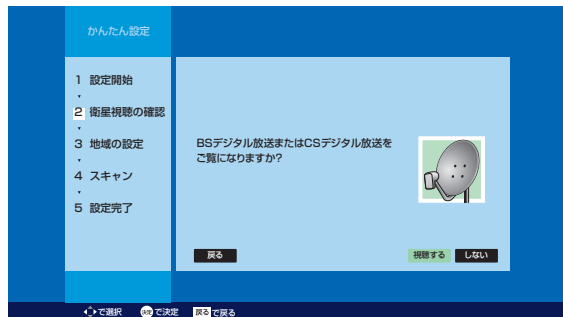 かんたん設定
1 設定開始
2 衛星視聴の確認
3 地域の設定
4 スキャン
5 設定完了
BSデジタル放送またはCSデジタル放送を
ご覧になりますか?
戻る 視聴する しない
で選択 決定 で決定 戻る で戻る